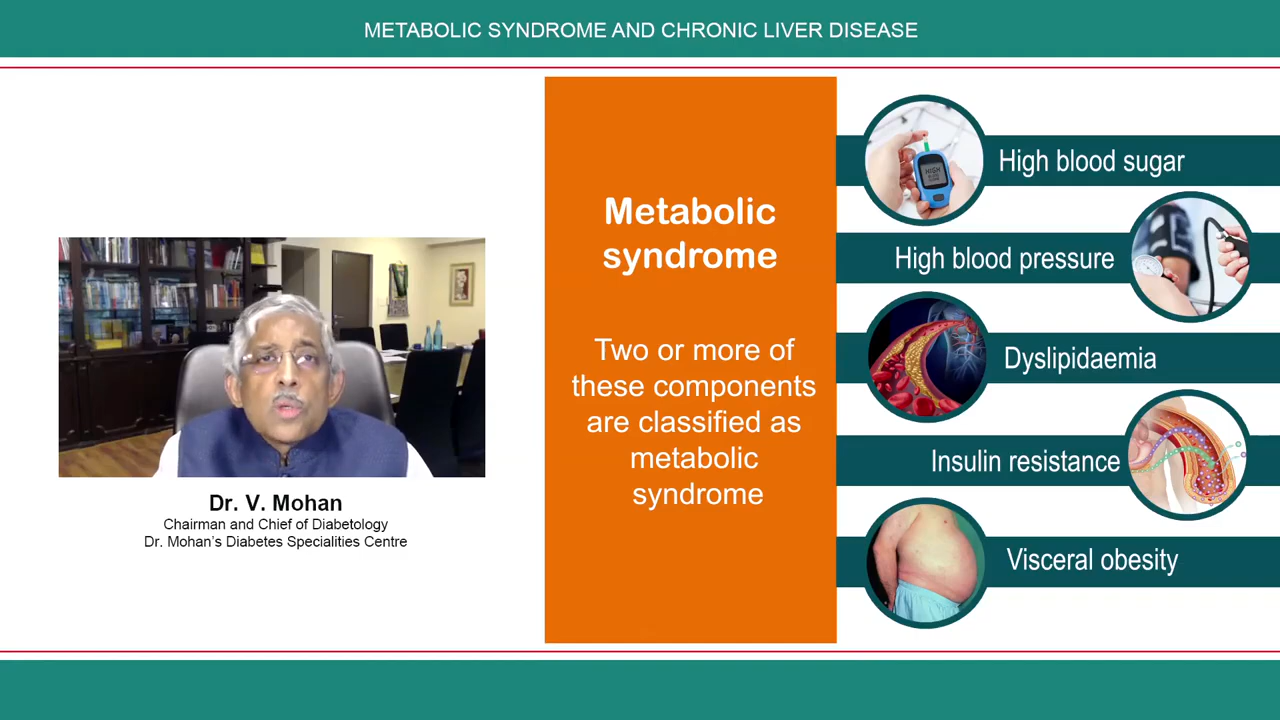 METABOLIC SYNDROME AND CHRONIC LIVER DISEASE
Dr. V. Mohan
Chairman and Chief of Diabetology
Dr. Mohan's Diabetes Specialities Centre
Metabolic
syndrome
Two or more of
these components
are classified as
metabolic
syndrome
High blood sugar
HIGH
High blood pressure
Dyslipidaemia
Insulin resistance
Visceral obesity